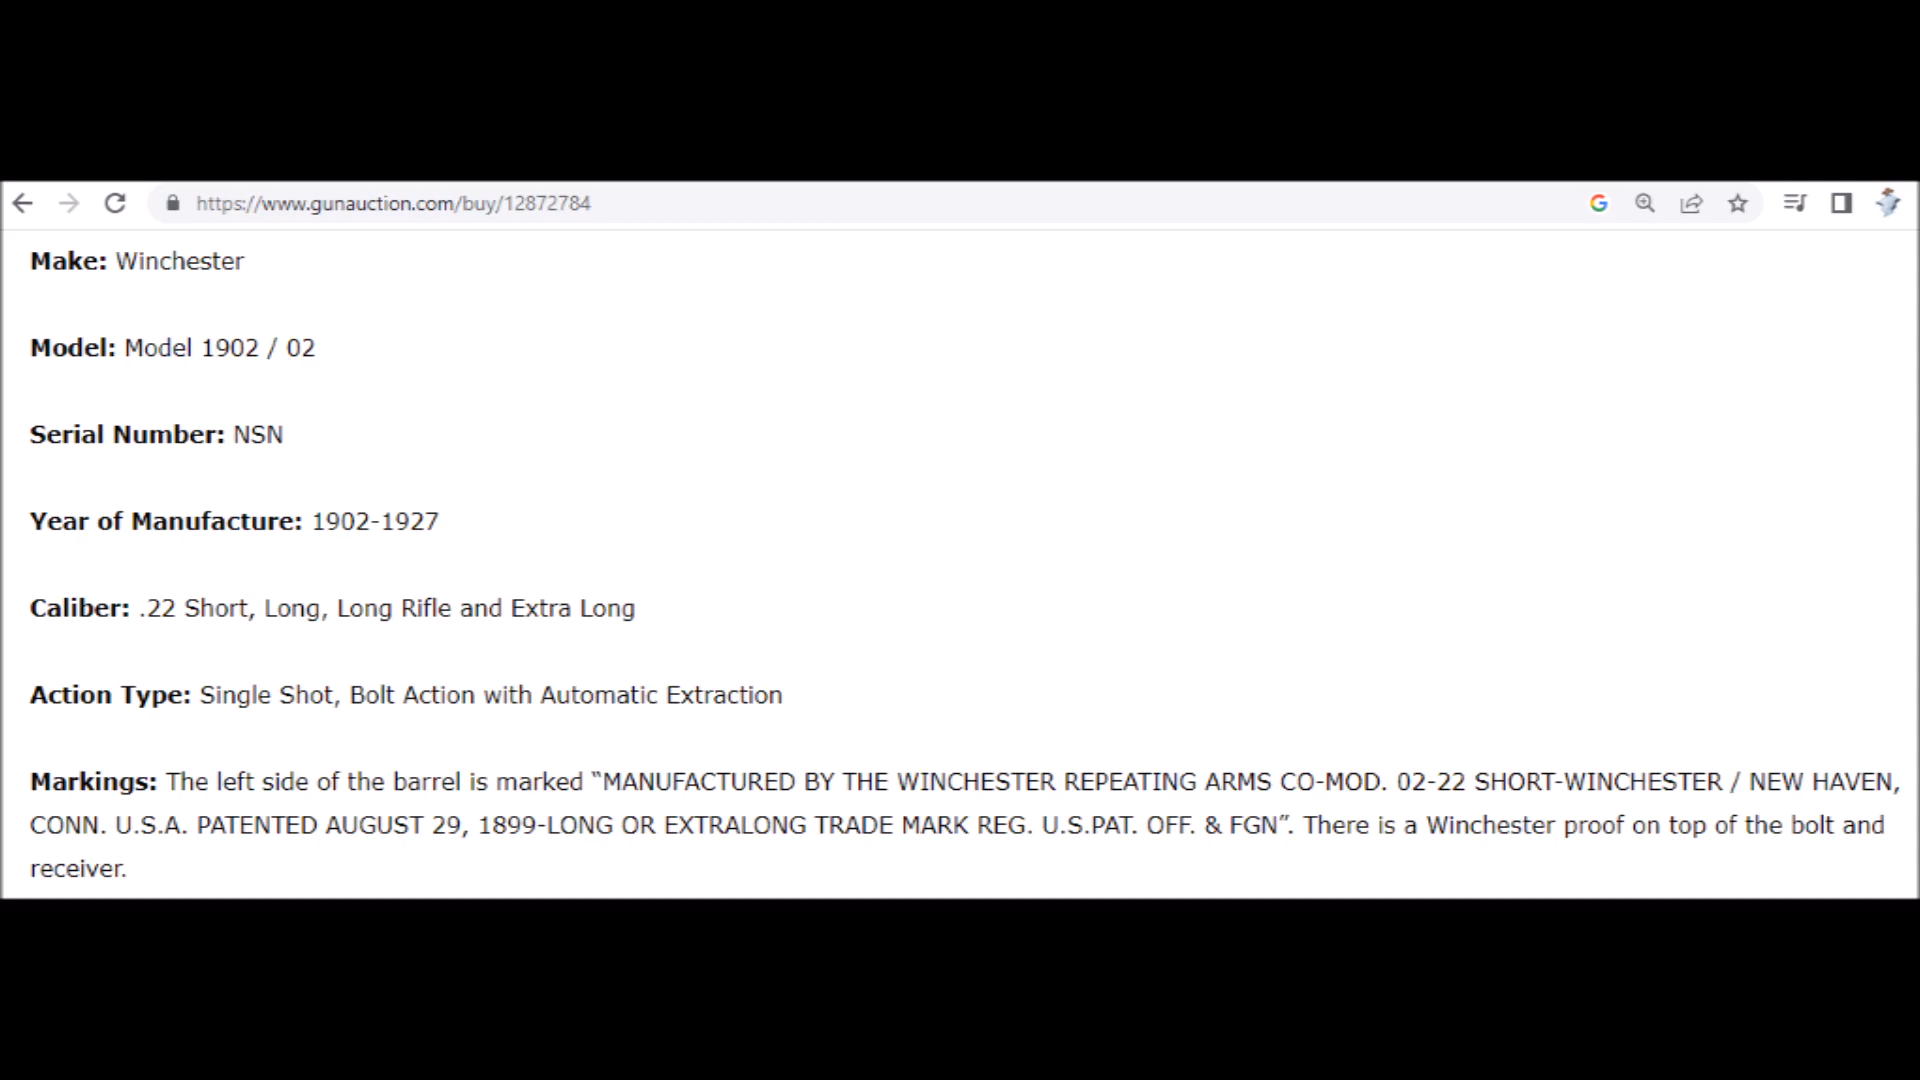 https://www.gunauction.com/buy/12872784
Make: Winchester
Model: Model 1902 / 02
Serial Number: NSN
Year of Manufacture: 1902-1927
Caliber: .22 Short, Long, Long Rifle and Extra Long
Action Type: Single Shot, Bolt Action with Automatic Extraction
Markings: The left side of the barrel is marked “MANUFACTURED BY THE WINCHESTER REPEATING ARMS CO-MOD. 02-22 SHORT-WINCHESTER / NEW HAVEN,
CONN. U.S.A. PATENTED AUGUST 29, 1899-LONG OR EXTRALONG TRADE MARK REG. U.S.PAT. OFF. & FGN”. There is a Winchester proof on top of the bolt and
receiver.